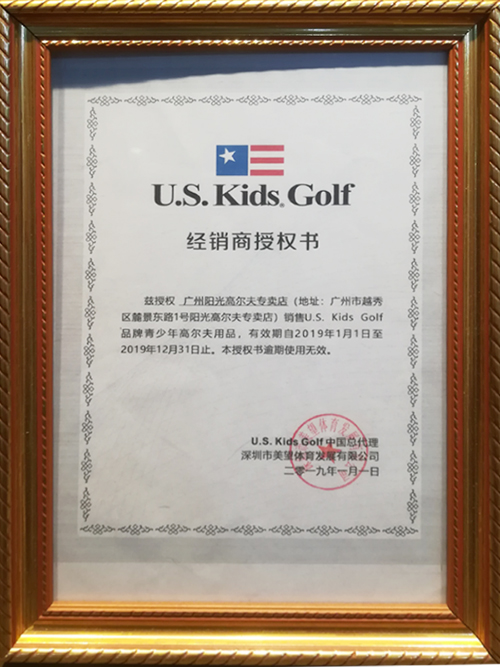 U.S. Kids Golf
经销商授权书
兹授权 广州阳光高尔夫专卖店（地址：广州市越秀
区麓景东路1号阳光高尔夫专卖店）销售U.S. Kids Golf
品牌青少年高尔夫用品，有效期自2019年1月1日至
2019年12月31日止。本授权书逾期使用无效。
U.S. Kids Golf 中国总代理
深圳市美望体育发展有限公司
二零一九年一月一日